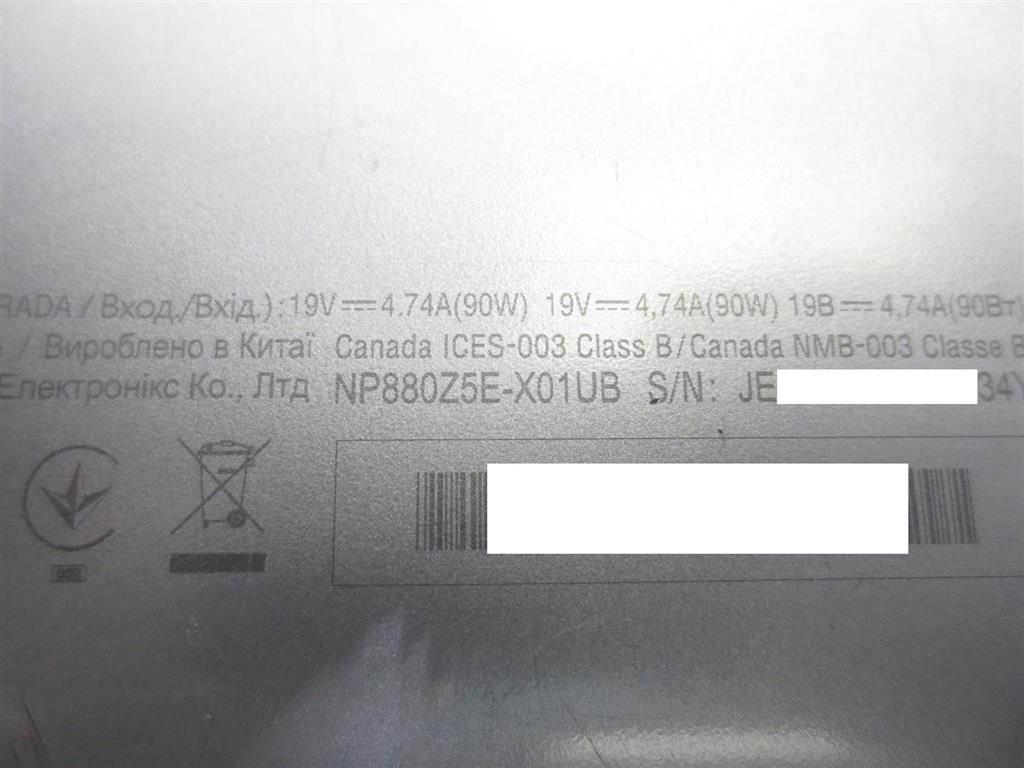 RADA / Вход./Вхід.) : 19V⎓4.74A(90W) 19V⎓4,74A(90W) 19В⎓4,74A(90Вт)
/ Вироблено в Китаї Canada ICES-003 Class B / Canada NMB-003 Classe B
Електронікс Ко., Лтд NP880Z5E-X01UB S/N: JE 34Y